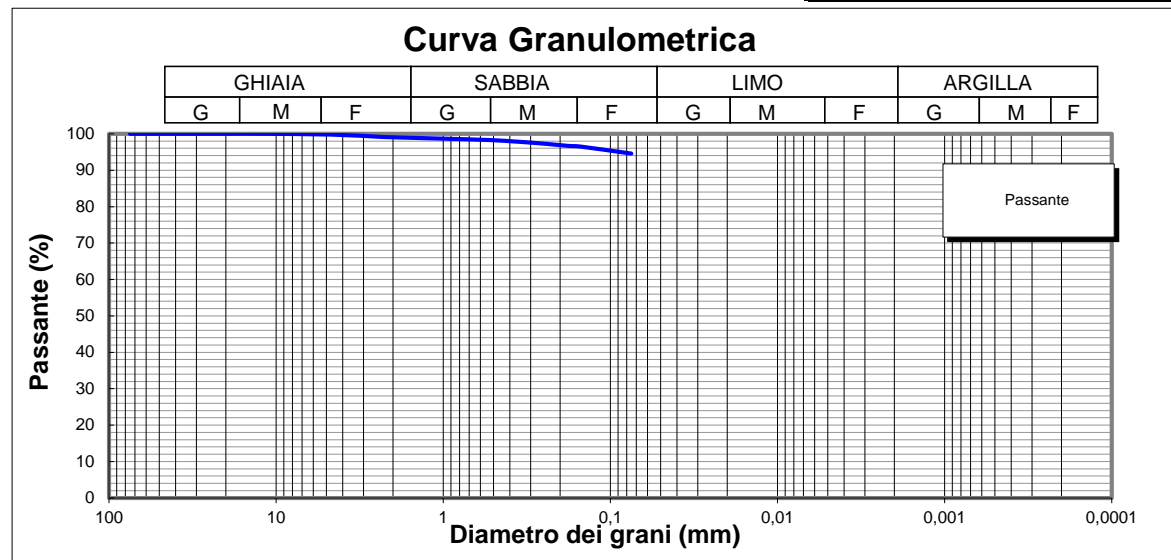 Curva Granulometrica
GHIAIA SABBIA LIMO ARGILLA
G M F G M F G M F G M F
Passante (%)
100
90
80
70
60
50
40
30
20
10
0
Passante
100 10 1 0,1 0,01 0,001 0,0001
Diametro dei grani (mm)